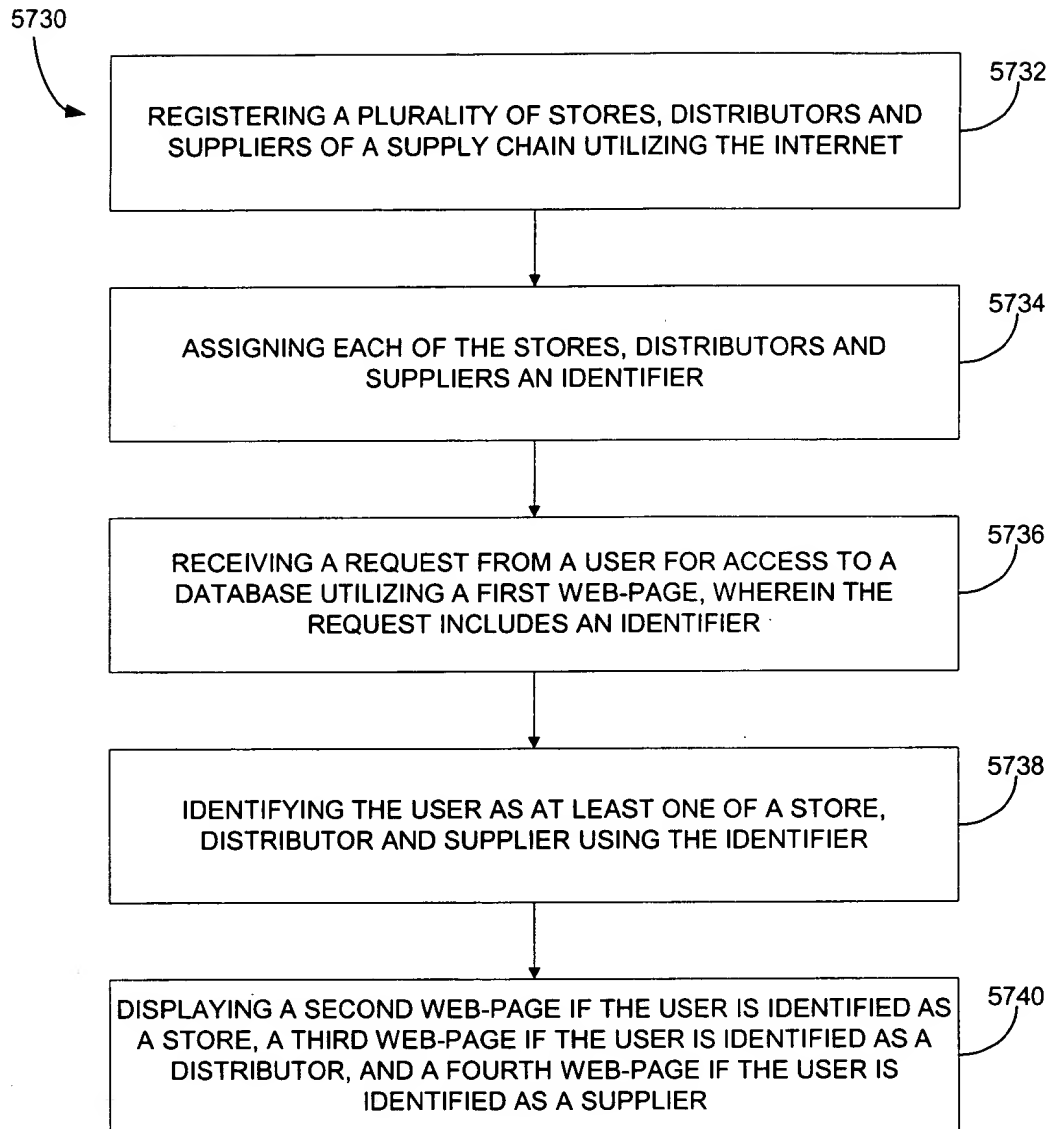 5730
5732
REGISTERING A PLURALITY OF STORES, DISTRIBUTORS AND
SUPPLIERS OF A SUPPLY CHAIN UTILIZING THE INTERNET
5734
ASSIGNING EACH OF THE STORES, DISTRIBUTORS AND
SUPPLIERS AN IDENTIFIER
5736
RECEIVING A REQUEST FROM A USER FOR ACCESS TO A
DATABASE UTILIZING A FIRST WEB-PAGE, WHEREIN THE
REQUEST INCLUDES AN IDENTIFIER
5738
IDENTIFYING THE USER AS AT LEAST ONE OF A STORE,
DISTRIBUTOR AND SUPPLIER USING THE IDENTIFIER
5740
DISPLAYING A SECOND WEB-PAGE IF THE USER IS IDENTIFIED AS
A STORE, A THIRD WEB-PAGE IF THE USER IS IDENTIFIED AS A
DISTRIBUTOR, AND A FOURTH WEB-PAGE IF THE USER IS
IDENTIFIED AS A SUPPLIER